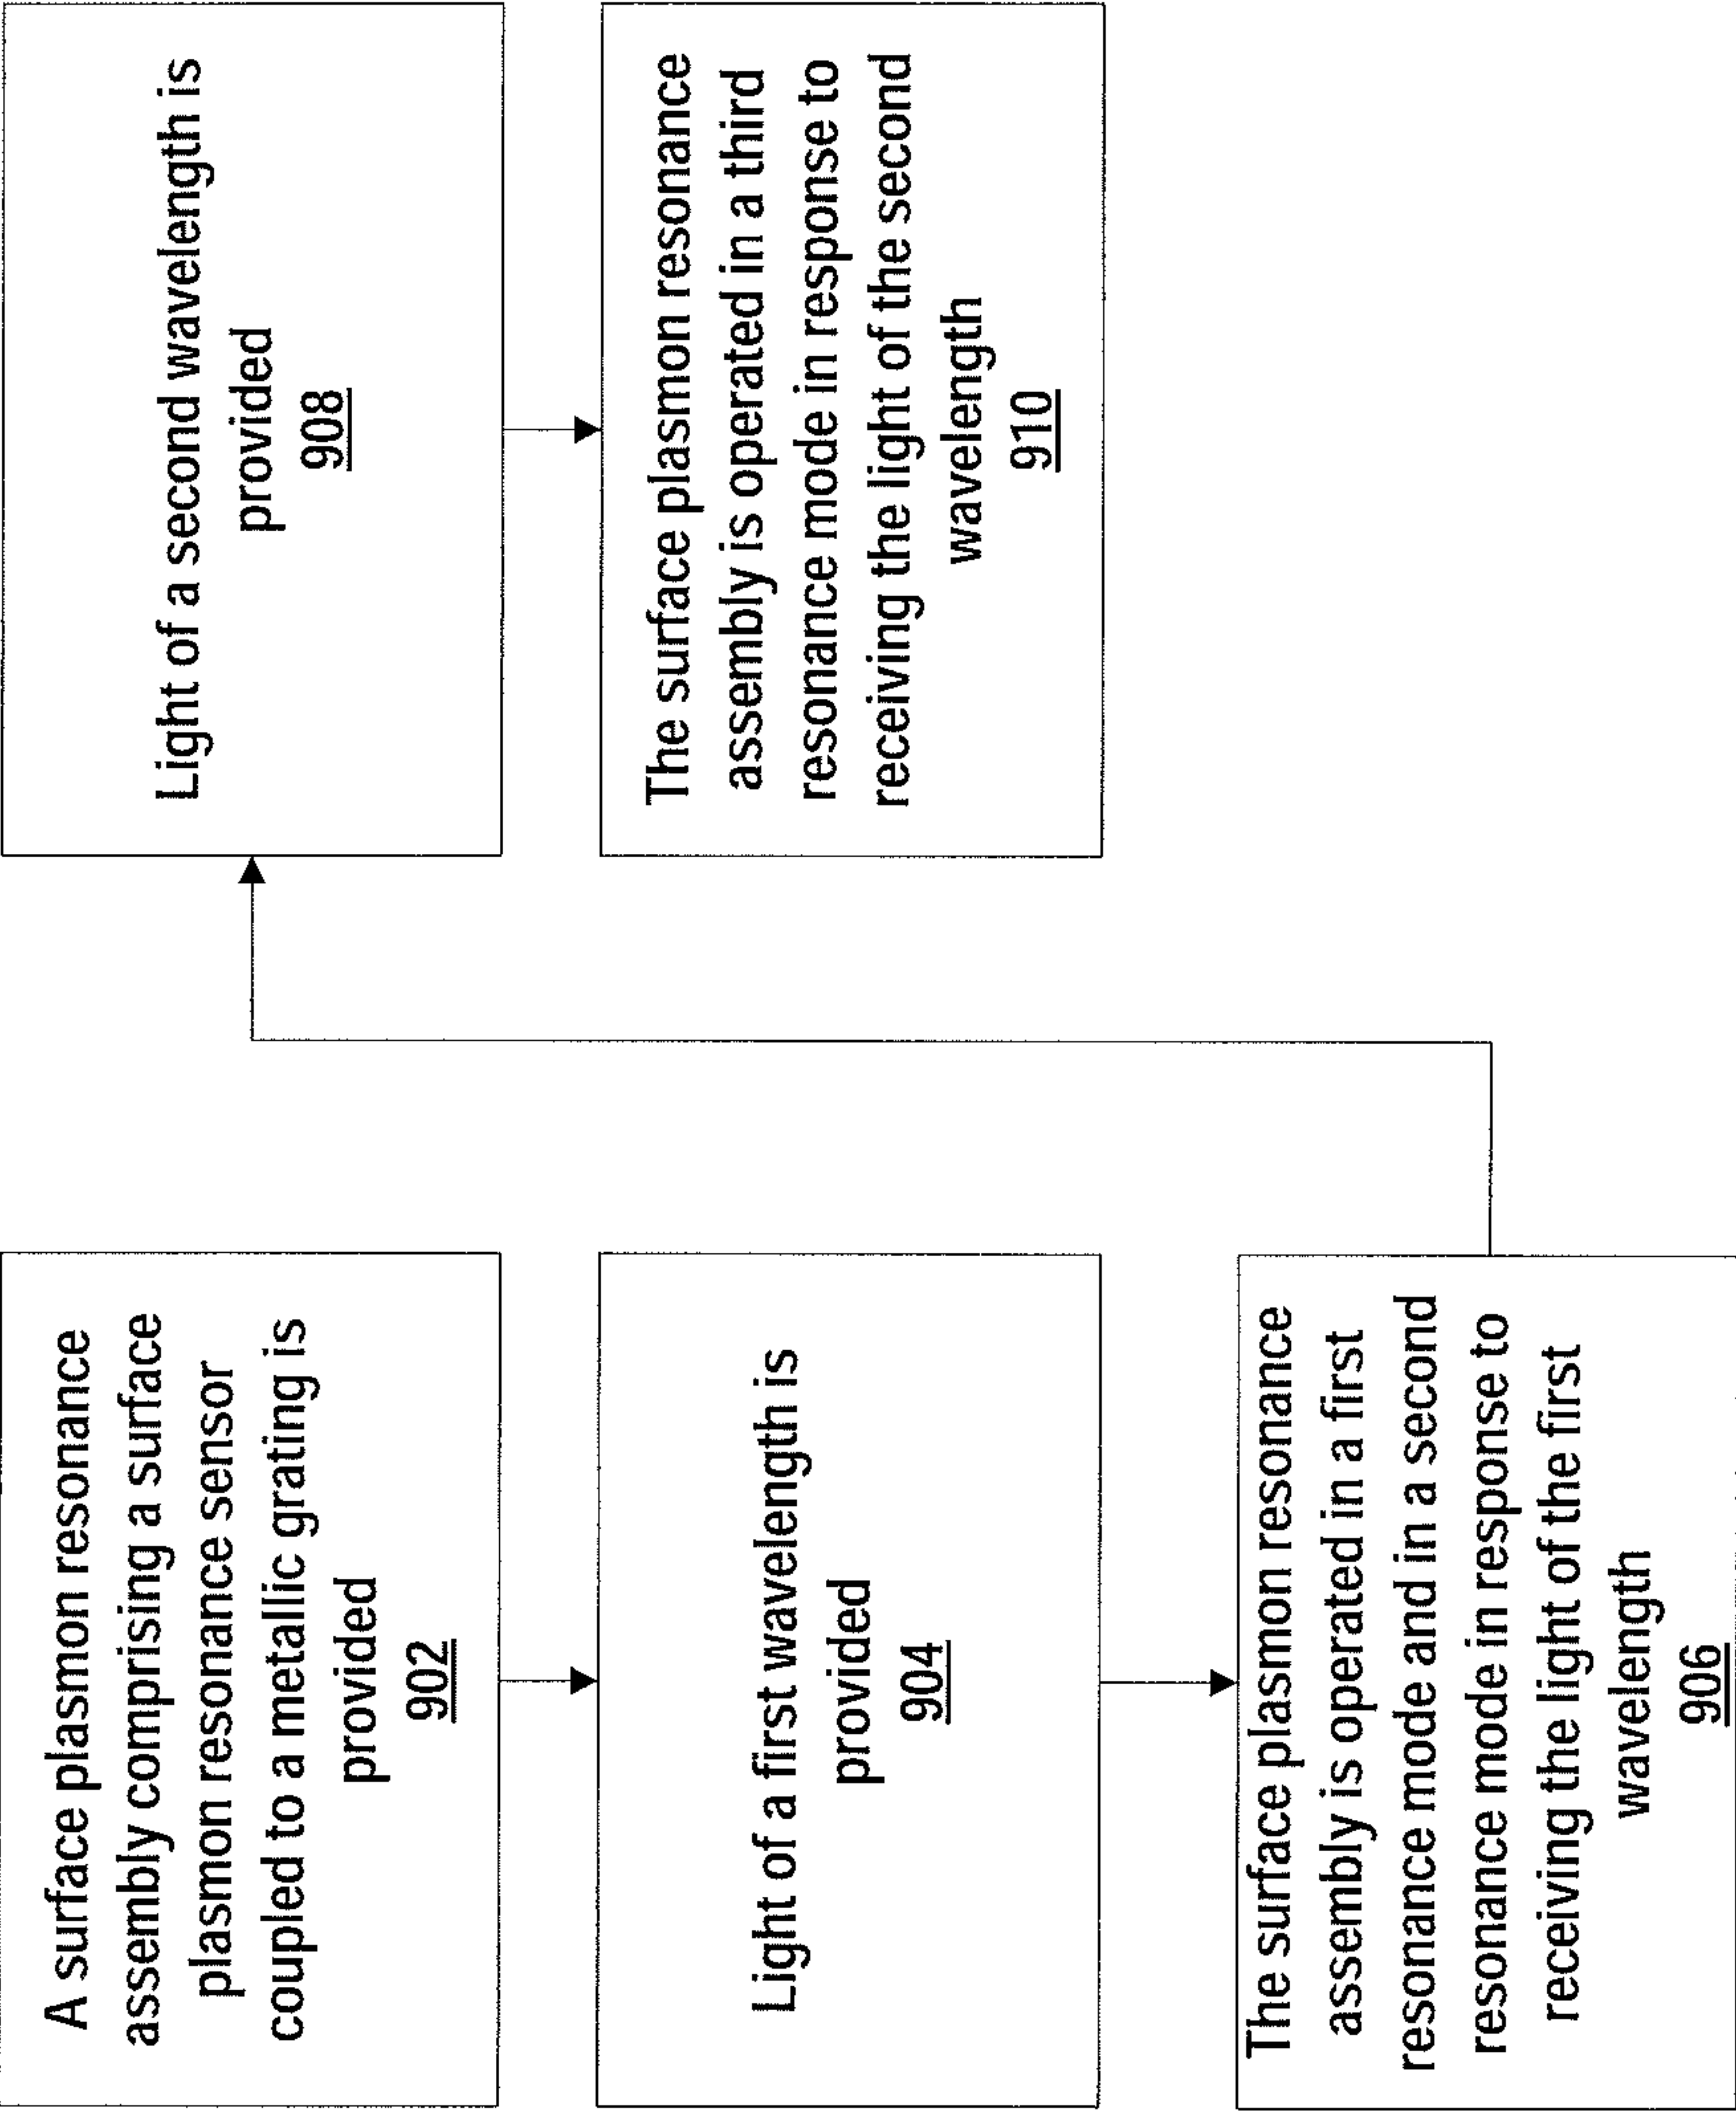 A surface plasmon resonance
assembly comprising a surface
plasmon resonance sensor
coupled to a metallic grating is
provided
902
Light of a first wavelength is
provided
904
The surface plasmon resonance
assembly is operated in a first
resonance mode and in a second
resonance mode in response to
receiving the light of the first
wavelength
906
Light of a second wavelength is
provided
908
The surface plasmon resonance
assembly is operated in a third
resonance mode in response to
receiving the light of the second
wavelength
910